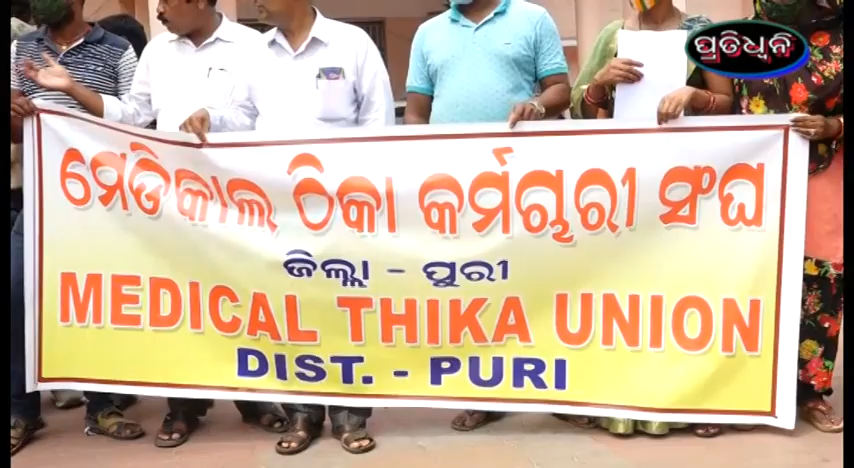 ପ୍ରତିଧ୍ୱନି
ମେଡିକାଲ ଠିକା କର୍ମଚାରୀ ସଂଘ
ଜିଲ୍ଲା - ପୁରୀ
MEDICAL THIKA UNION
DIST. - PURI